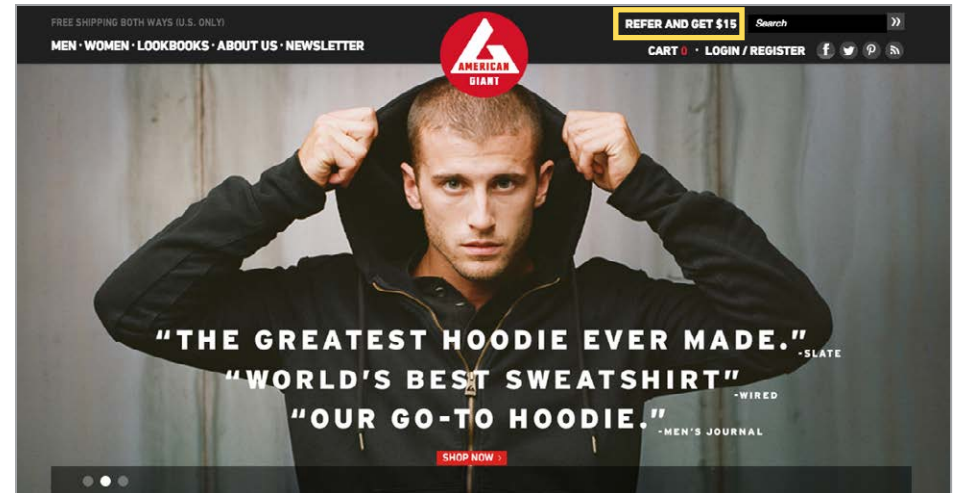 FREE SHIPPING BOTH WAYS (U.S. ONLY)
REFER AND GET $15
Search
»
MEN · WOMEN · LOOKBOOKS · ABOUT US · NEWSLETTER
AMERICAN
GIANT
CART 0 · LOGIN / REGISTER
"THE GREATEST HOODIE EVER MADE."
-SLATE
"WORLD'S BEST SWEATSHIRT"
-WIRED
"OUR GO-TO HOODIE."
-MEN'S JOURNAL
SHOP NOW >